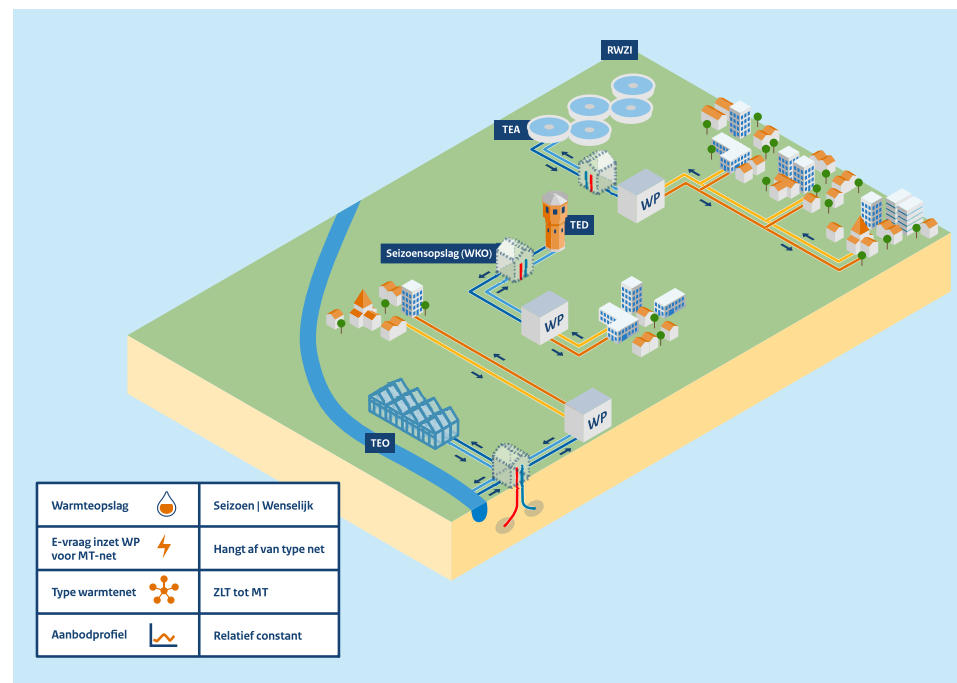 RWZI
TEA
WP
TED
Seizoensopslag (WKO)
WP
WP
TEO
Warmteopslag
Seizoen | Wenselijk
E-vraag inzet WP
voor MT-net
Hangt af van type net
Type warmtenet
ZLT tot MT
Aanbodprofiel
Relatief constant